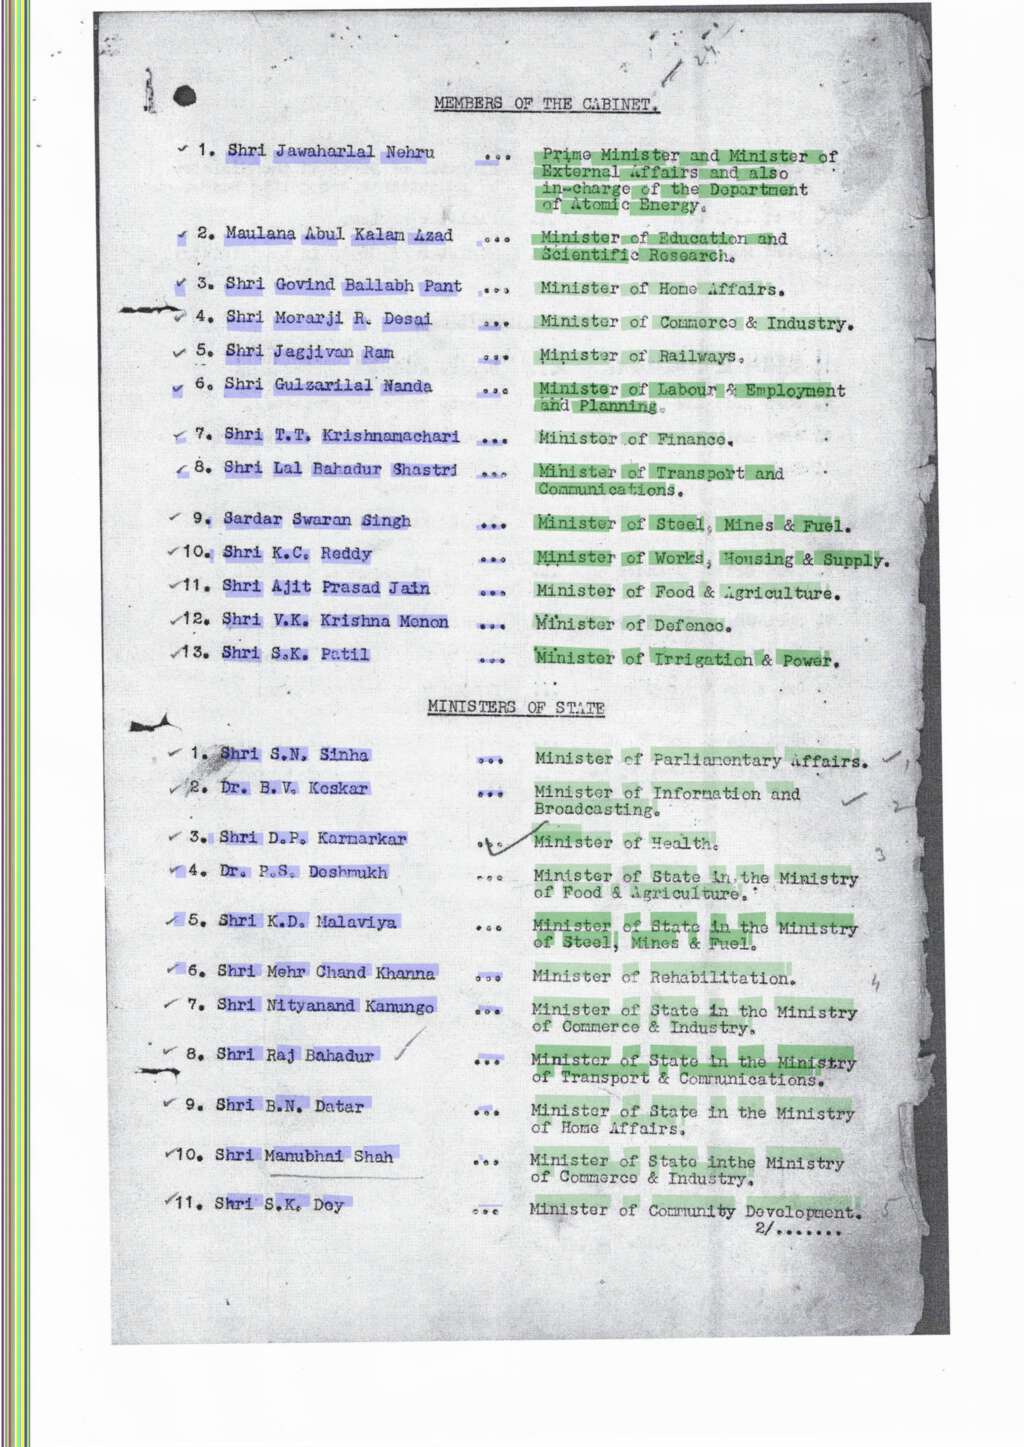 24
MEMBERS OF THE CABINET.
1. Shri Jawaharlal Nehru ... Prime Minister and Minister of
External Affairs and also
in-charge of the Department
of Atomic Energy.
2. Maulana Abul Kalam Azad ... Minister of Education and
Scientific Research.
3. Shri Govind Ballabh Pant ... Minister of Home Affairs.
4. Shri Morarji R. Desai ... Minister of Commerce & Industry.
5. Shri Jagjivan Ram ... Minister of Railways.
6. Shri Gulzarilal Nanda ... Minister of Labour & Employment
and Planning.
7. Shri T.T. Krishnamachari ... Minister of Finance.
8. Shri Lal Bahadur Shastri ... Minister of Transport and
Communications.
9. Sardar Swaran Singh ... Minister of Steel, Mines & Fuel.
10. Shri K.C. Reddy ... Minister of Works, Housing & Supply.
11. Shri Ajit Prasad Jain ... Minister of Food & Agriculture.
12. Shri V.K. Krishna Menon ... Minister of Defence.
13. Shri S.K. Patil ... Minister of Irrigation & Power.
MINISTERS OF STATE
1. Shri S.N. Sinha ... Minister of Parliamentary Affairs. 1
2. Dr. B.V. Keskar ... Minister of Information and
Broadcasting. 2
3. Shri D.P. Karmarkar ... Minister of Health. 3
4. Dr. P.S. Deshmukh ... Minister of State in the Ministry
of Food & Agriculture.
5. Shri K.D. Malaviya ... Minister of State in the Ministry
of Steel, Mines & Fuel.
6. Shri Mehr Chand Khanna ... Minister of Rehabilitation. 4
7. Shri Nityanand Kanungo ... Minister of State in the Ministry
of Commerce & Industry.
8. Shri Raj Bahadur ... Minister of State in the Ministry
of Transport & Communications.
9. Shri B.N. Datar ... Minister of State in the Ministry
of Home Affairs.
10. Shri Manubhai Shah ... Minister of State inthe Ministry
of Commerce & Industry.
11. Shri S.K. Dey ... Minister of Community Development. 5
2/.......